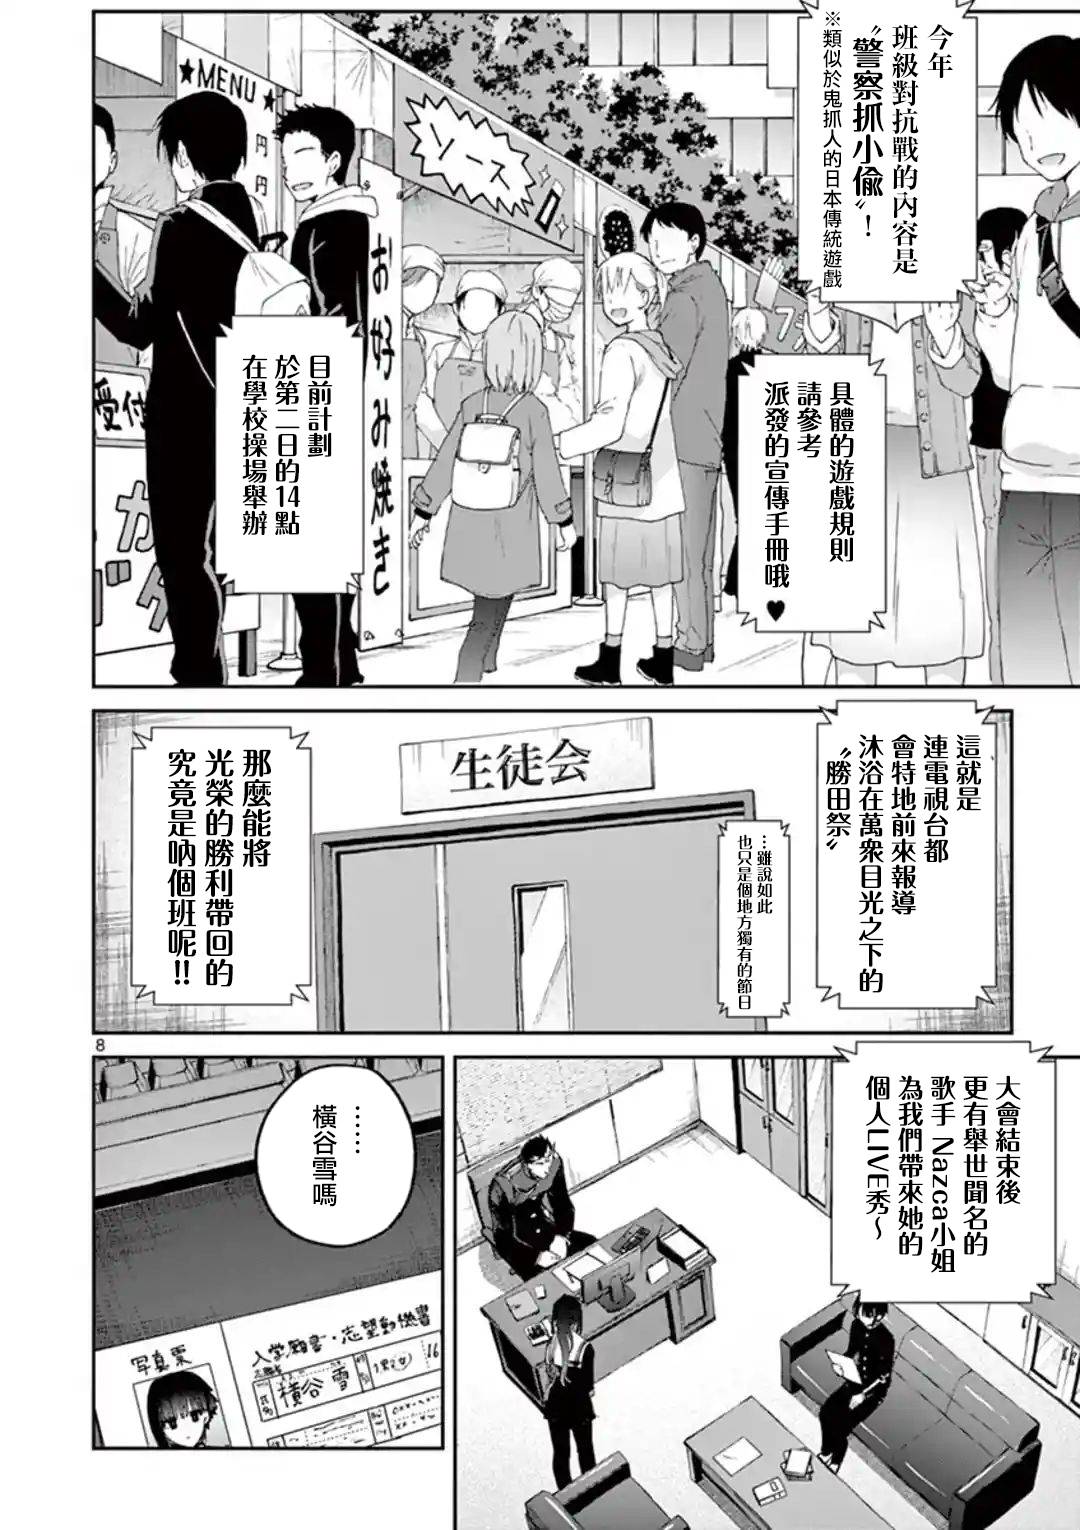 今年
班級對抗戰的內容是
〝警察抓小偷〞！
※類似於鬼抓人的日本傳統遊戲
具體的遊戲規則
請參考
派發的宣傳手冊哦♥
目前計劃
於第二日的14點
在學校操場舉辦
★MENU★
円
円
ソース
お好み焼き
受付
這就是
連電視台都
會特地前來報導
沐浴在萬衆目光之下的
〝勝田祭〞
…雖說如此
也只是個地方獨有的節日
生徒会
那麼能將
光榮的勝利帶回的
究竟是吶個班呢!!
8
大會結束後
更有舉世聞名的
歌手 Nazca小姐
為我們帶來她的
個人LIVE秀～
……
橫谷雪嗎
写真票
入学願書・志望動機書
横谷 雪
16